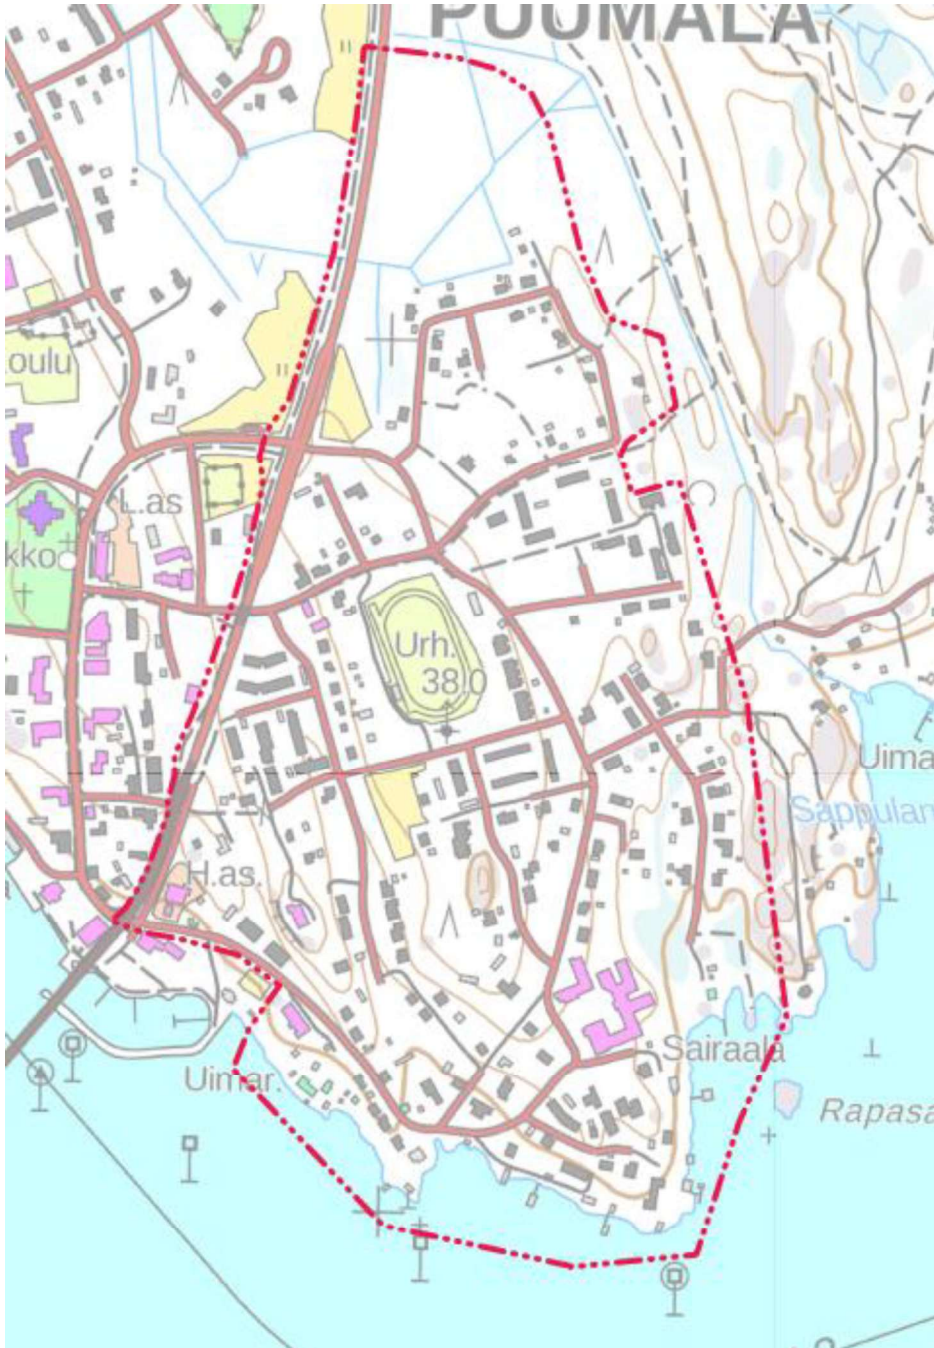 PUUMALA
oulu
L.as
kko
Urh.
38.0
Uima
Sappulan
H.as.
Sairaala
Uimar.
Rapasa